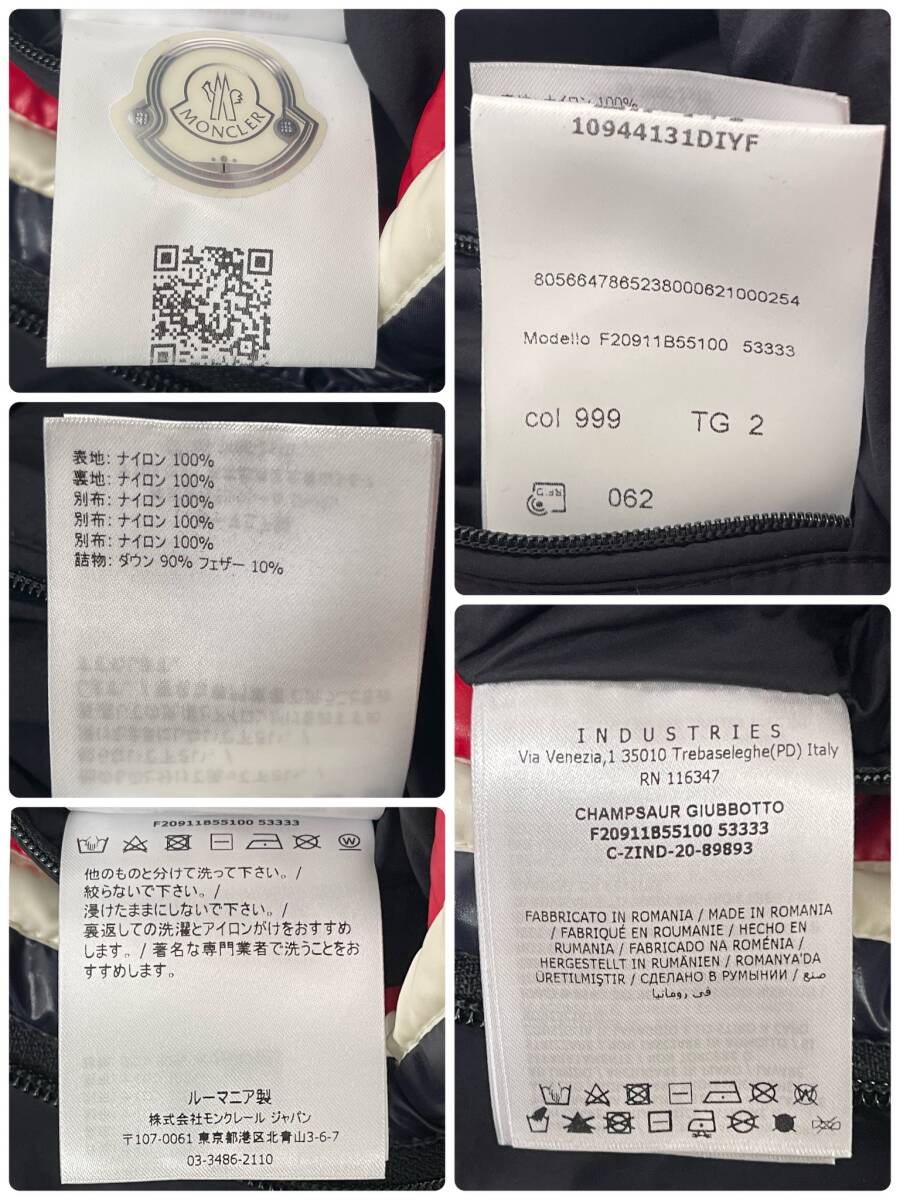 MONCLER
1
表地: ナイロン 100%
10944131DIYF
8056647865238000621000254
Modello F20911B55100 53333
col 999 TG 2
062
表地: ナイロン 100%
裏地: ナイロン 100%
別布: ナイロン 100%
別布: ナイロン 100%
別布: ナイロン 100%
詰物: ダウン 90% フェザー 10%
INDUSTRIES
Via Venezia,1 35010 Trebaseleghe(PD) Italy
RN 116347
CHAMPSAUR GIUBBOTTO
F20911B55100 53333
C-ZIND-20-89893
FABBRICATO IN ROMANIA / MADE IN ROMANIA
/ FABRIQUÉ EN ROUMANIE / HECHO EN
RUMANIA / FABRICADO NA ROMÉNIA /
HERGESTELLT IN RUMÄNIEN / ROMANYA'DA
ÜRETİLMİŞTİR / СДЕЛАНО В РУМЫНИИ / صنع
في رومانيا
F20911B55100 53333
他のものと分けて洗って下さい。/
絞らないで下さい。/
浸けたままにしないで下さい。/
裏返しての洗濯とアイロンがけをおすすめ
します。/ 著名な専門業者で洗うことをお
すすめします。
ルーマニア製
株式会社モンクレール ジャパン
〒107-0061 東京都港区北青山3-6-7
03-3486-2110